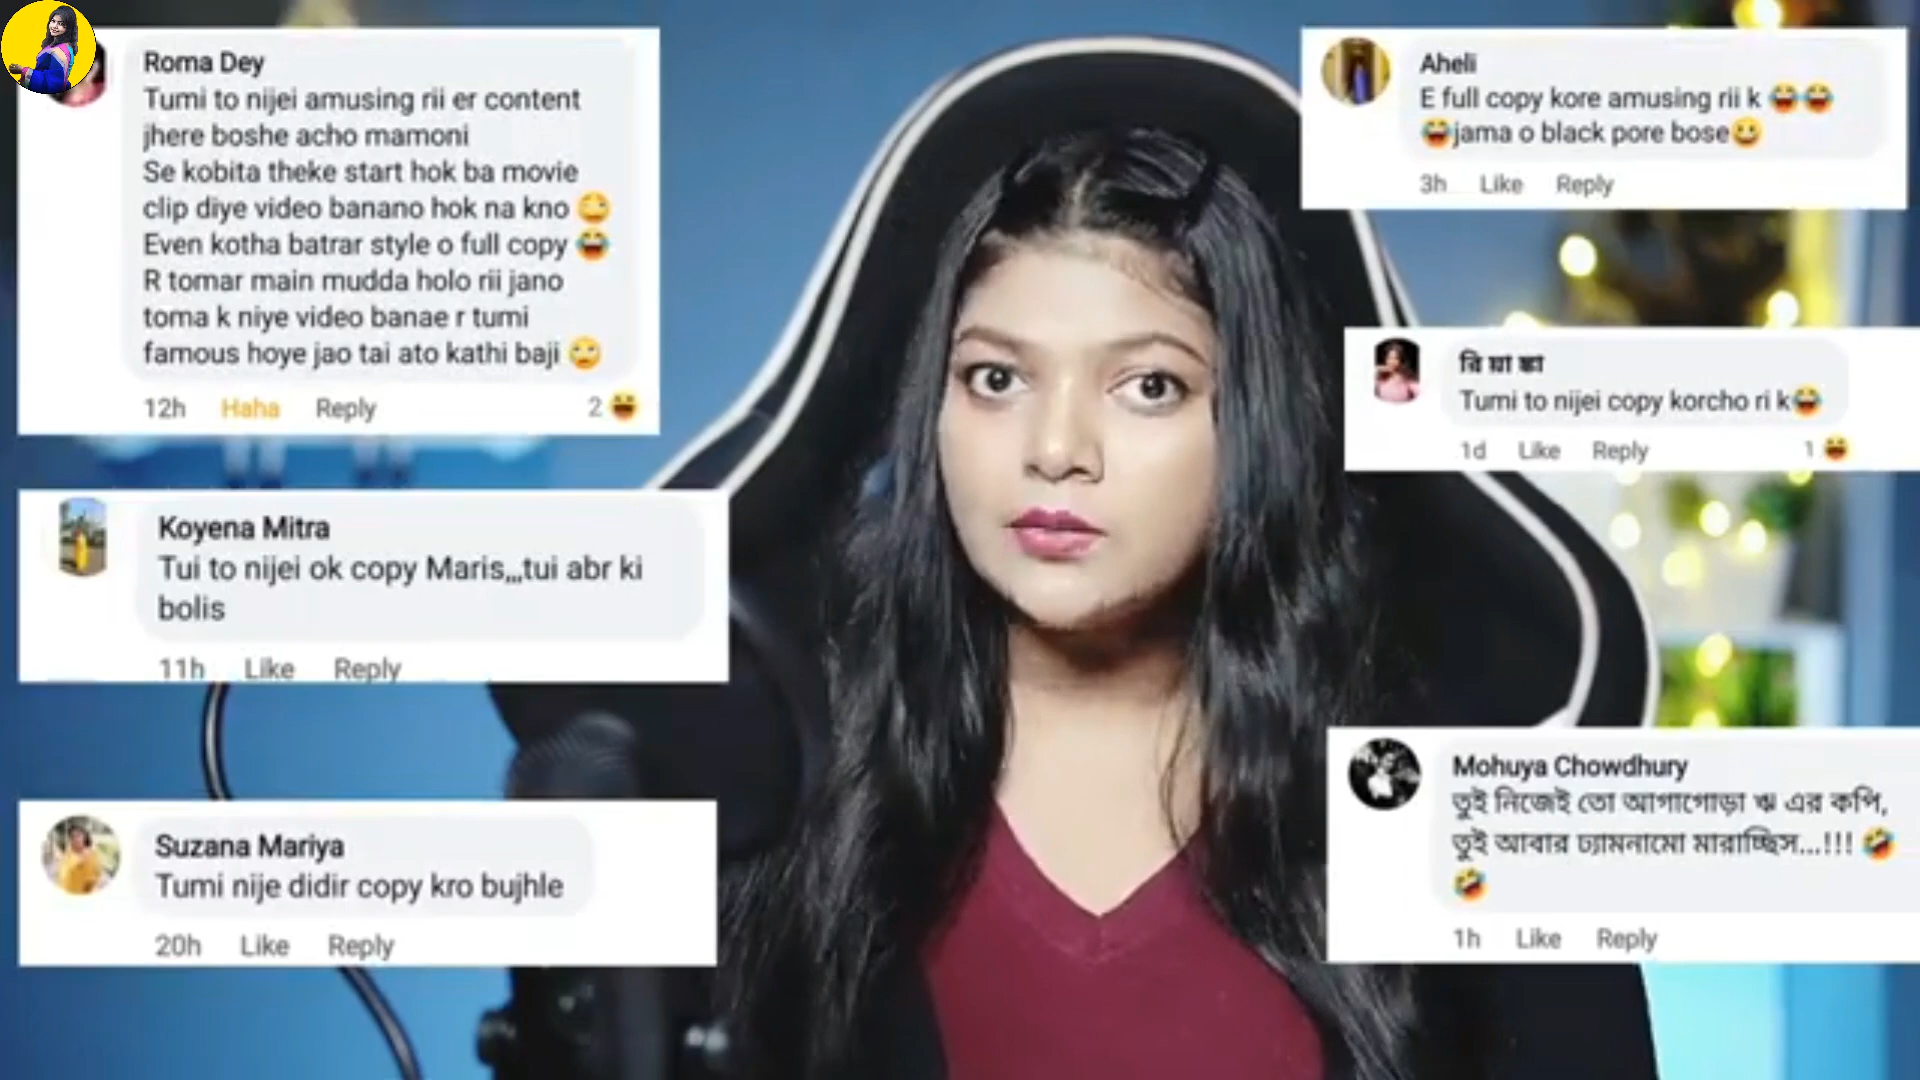 Roma Dey
Tumi to nijei amusing rii er content
jhere boshe acho mamoni
Se kobita theke start hok ba movie
clip diye video banano hok na kno 🙄
Even kotha batrar style o full copy 😂
R tomar main mudda holo rii jano
toma k niye video banae r tumi
famous hoye jao tai ato kathi baji 🙄
12h Haha Reply 2
Koyena Mitra
Tui to nijei ok copy Maris,,,tui abr ki
bolis
11h Like Reply
Suzana Mariya
Tumi nije didir copy kro bujhle
20h Like Reply
Aheli
E full copy kore amusing rii k 😂😂
😂jama o black pore bose😀
3h Like Reply
রি য়া ঙ্কা
Tumi to nijei copy korcho ri k😂
1d Like Reply 1
Mohuya Chowdhury
তুই নিজেই তো আগাগোড়া ঋ এর কপি,
তুই আবার ঢ্যামনামো মারাচ্ছিস...!!! 🤣
🤣
1h Like Reply